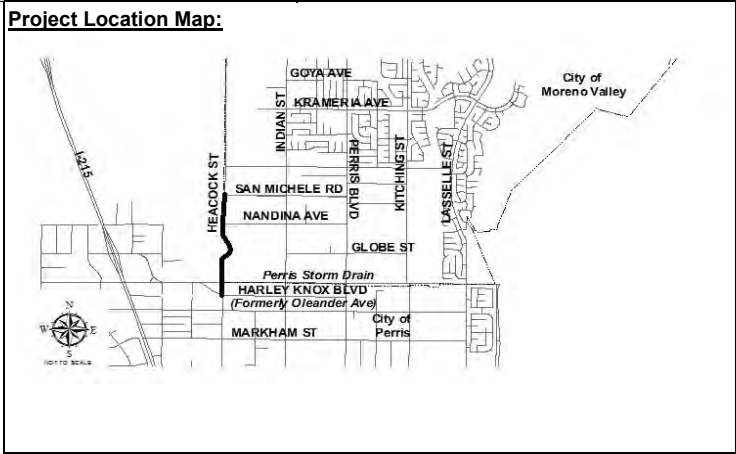 Project Location Map:
GOYA AVE
City of
Moreno Valley
KRAMERIA AVE
INDIAN ST
PERRIS BLVD
KITCHING ST
LASSELLE ST
I-215
HEACOCK ST
SAN MICHELE RD
NANDINA AVE
GLOBE ST
Perris Storm Drain
HARLEY KNOX BLVD
(Formerly Oleander Ave)
City of
Perris
MARKHAM ST
N
W
E
S
NOT TO SCALE